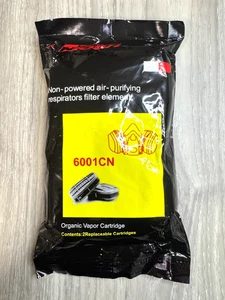 Non-powered air-purifying
respirators filter element
6001CN
Organic Vapor Cartridge
Contents:2Replaceable Cartridges